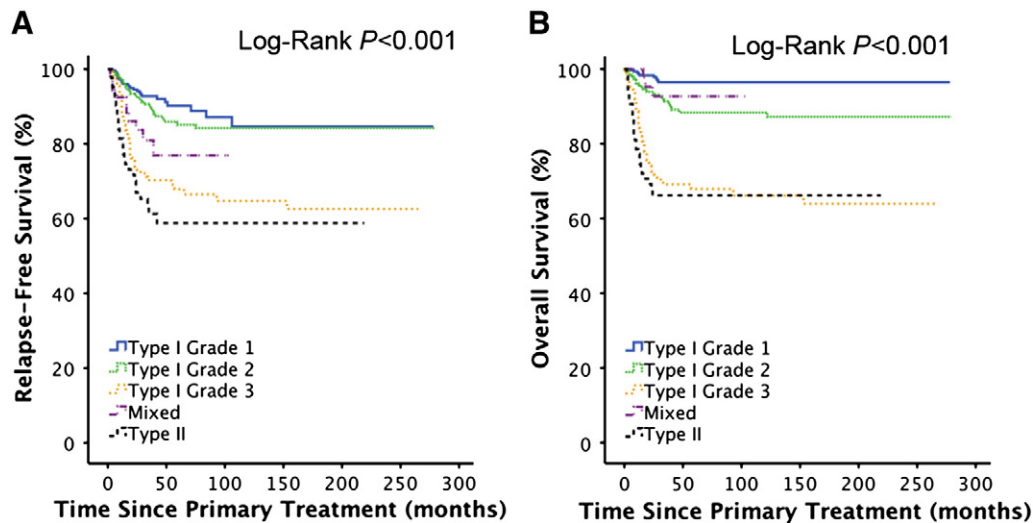 A
Log-Rank P<0.001
Relapse-Free Survival (%)
100
80
60
40
20
0
Type I Grade 1
Type I Grade 2
Type I Grade 3
Mixed
Type II
0 50 100 150 200 250 300
Time Since Primary Treatment (months)
B
Log-Rank P<0.001
Overall Survival (%)
100
80
60
40
20
0
Type I Grade 1
Type I Grade 2
Type I Grade 3
Mixed
Type II
0 50 100 150 200 250 300
Time Since Primary Treatment (months)